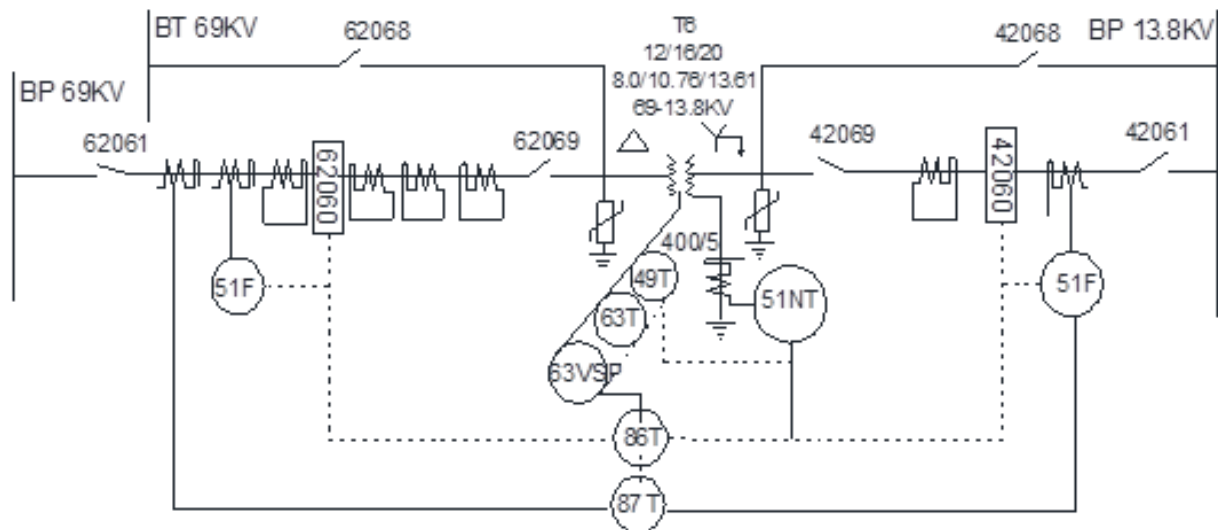 BT 69KV
62068
T6
12/16/20
8.0/10.76/13.61
69-13.8KV
42068
BP 13.8KV
BP 69KV
62061
62069
42069
42061
62060
42060
400/5
51F
49T
63T
51NT
51F
63VSP
86T
87T